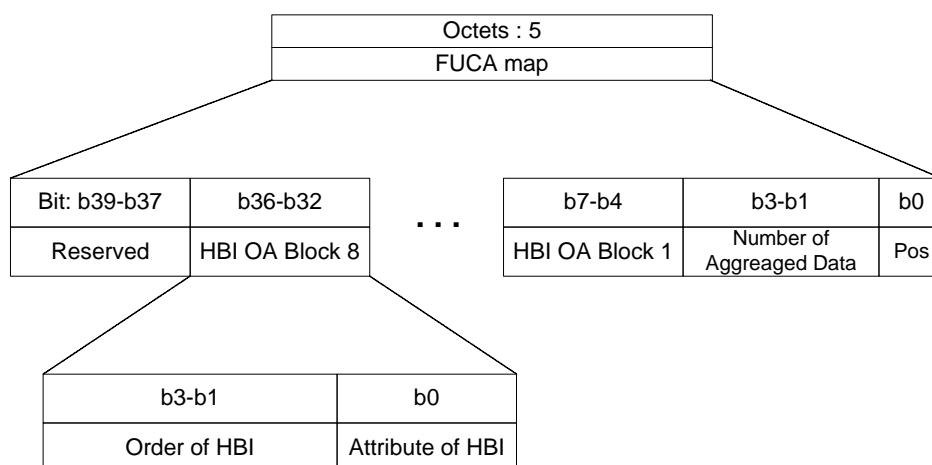 Octets : 5
FUCA map
Bit: b39-b37
b36-b32
. . .
b7-b4
b3-b1
b0
Reserved
HBI OA Block 8
HBI OA Block 1
Number of
Aggreaged Data
Pos
b3-b1
b0
Order of HBI
Attribute of HBI